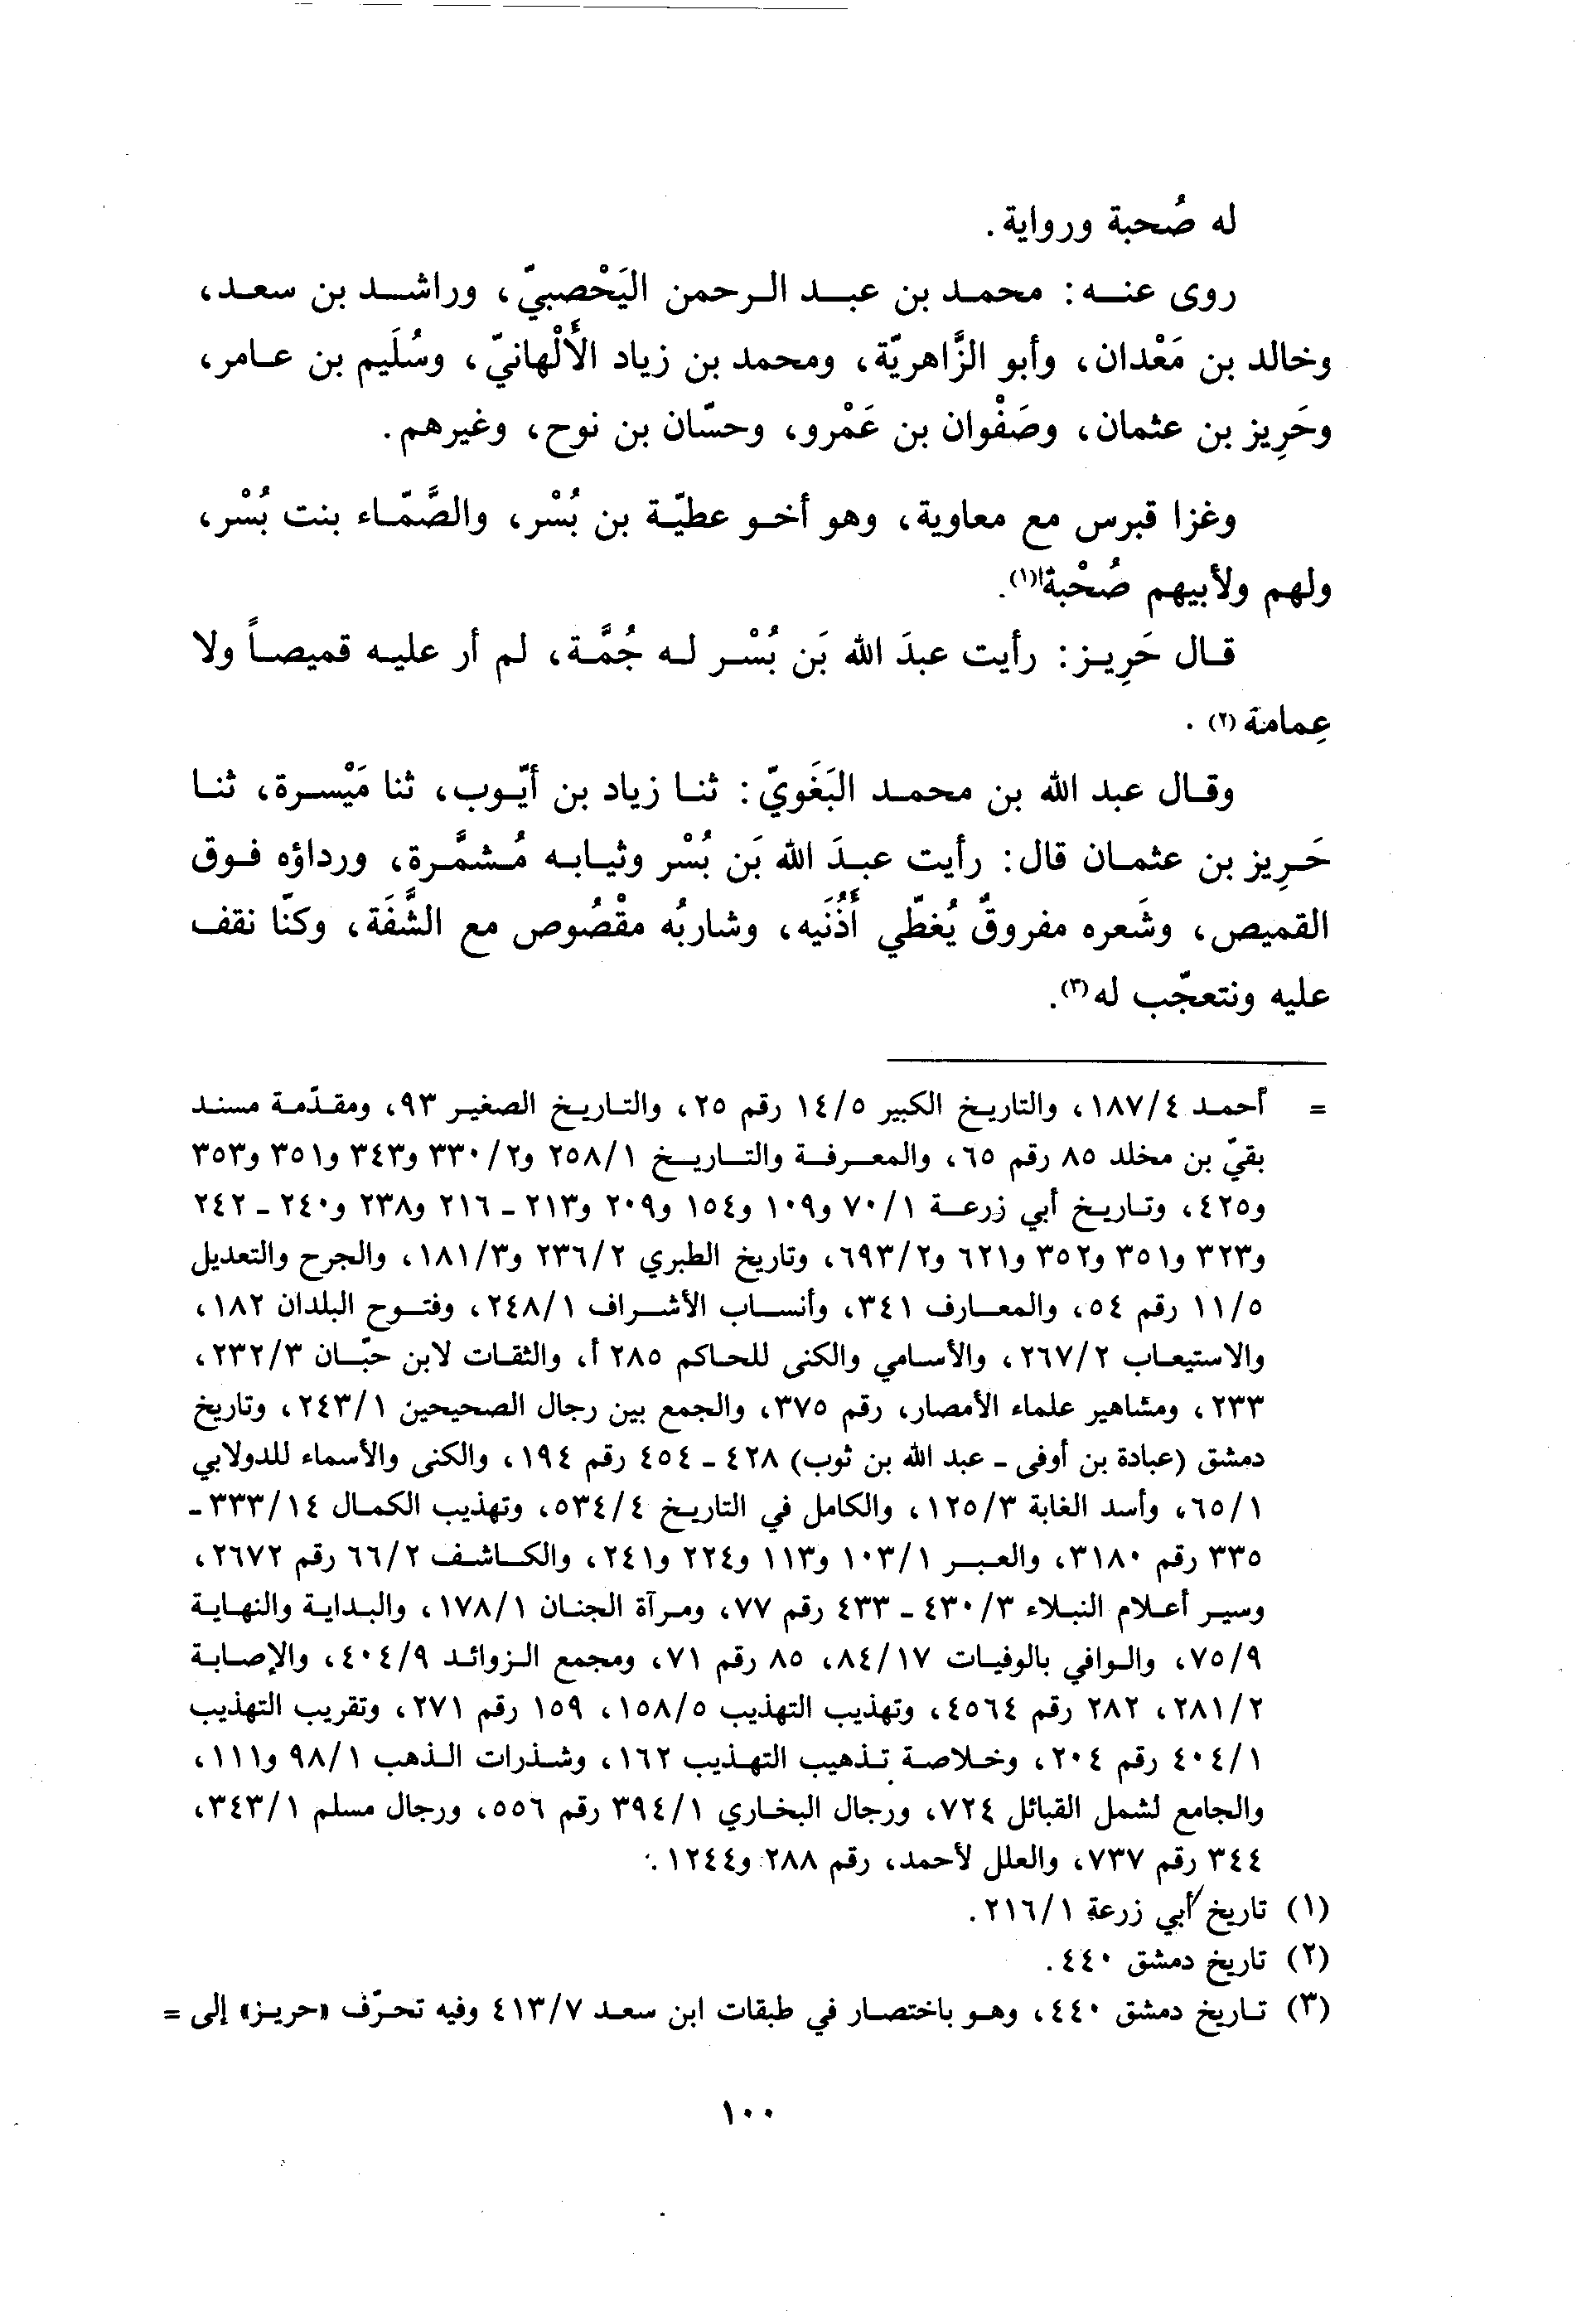 له صُحبة ورواية.
روى عنه: محمد بن عبد الرحمن اليَحْصبيّ، وراشد بن سعد،
وخالد بن مَعْدان، وأبو الزَّاهريّة، ومحمد بن زياد الأَلْهانيّ، وسُلَيم بن عامر،
وحَرِيز بن عثمان، وصَفْوان بن عَمْرو، وحسّان بن نوح، وغيرهم.
وغزا قبرس مع معاوية، وهو أخو عطيّة بن بُسْر، والصَّمّاء بنت بُسْر،
ولهم ولأبيهم صُحْبة(١).
قال حَرِيز: رأيت عبدَ الله بَن بُسْر له جُمَّة، لم أر عليه قميصاً ولا
عِمامة(٢).
وقال عبد الله بن محمد البَغَويّ: ثنا زياد بن أيّوب، ثنا مَيْسرة، ثنا
حَرِيز بن عثمان قال: رأيت عبدَ الله بَن بُسْر وثيابه مُشمَّرة، ورداؤه فوق
القميص، وشَعره مفروقٌ يُغطّي أُذُنَيه، وشاربُه مقْصُوص مع الشَّفَة، وكنّا نقف
عليه ونتعجّب له(٣).
= أحمد ١٨٧/٤، والتاريخ الكبير ١٤/٥ رقم ٢٥، والتاريخ الصغير ٩٣، ومقدّمة مسند
بقيّ بن مخلد ٨٥ رقم ٦٥، والمعرفة والتاريخ ٢٥٨/١ و٣٣٠/٢ و٣٤٣ و٣٥١ و٣٥٣
و٤٢٥، وتاريخ أبي زرعة ٧٠/١ و١٠٩ و١٥٤ و٢٠٩ و٢١٣ - ٢١٦ و٢٣٨ و٢٤٠ - ٢٤٢
و٣٢٣ و٣٥١ و٣٥٢ و٦٢١ و٦٩٣/٢، وتاريخ الطبري ٢٣٦/٢ و١٨١/٣، والجرح والتعديل
١١/٥ رقم ٥٤، والمعارف ٣٤١، وأنساب الأشراف ٢٤٨/١، وفتوح البلدان ١٨٢،
والاستيعاب ٢٦٧/٢، والأسامي والكنى للحاكم ٢٨٥ أ، والثقات لابن حبّان ٢٣٢/٣،
٢٣٣، ومشاهير علماء الأمصار، رقم ٣٧٥، والجمع بين رجال الصحيحين ٢٤٣/١، وتاريخ
دمشق (عبادة بن أوفى - عبد الله بن ثوب) ٤٢٨ - ٤٥٤ رقم ١٩٤، والكنى والأسماء للدولابي
٦٥/١، وأسد الغابة ١٢٥/٣، والكامل في التاريخ ٥٣٤/٤، وتهذيب الكمال ٣٣٣/١٤ -
٣٣٥ رقم ٣١٨٠، والعبر ١٠٣/١ و١١٣ و٢٢٤ و٢٤١، والكاشف ٦٦/٢ رقم ٢٦٧٢،
وسير أعلام النبلاء ٤٣٠/٣ - ٤٣٣ رقم ٧٧، ومرآة الجنان ١٧٨/١، والبداية والنهاية
٧٥/٩، والوافي بالوفيات ٨٤/١٧، ٨٥ رقم ٧١، ومجمع الزوائد ٤٠٤/٩، والإصابة
٢٨١/٢، ٢٨٢ رقم ٤٥٦٤، وتهذيب التهذيب ١٥٨/٥، ١٥٩ رقم ٢٧١، وتقريب التهذيب
٤٠٤/١ رقم ٢٠٤، وخلاصة تذهيب التهذيب ١٦٢، وشذرات الذهب ٩٨/١ و١١١،
والجامع لشمل القبائل ٧٢٤، ورجال البخاري ٣٩٤/١ رقم ٥٥٦، ورجال مسلم ٣٤٣/١،
٣٤٤ رقم ٧٣٧، والعلل لأحمد، رقم ٢٨٨ و١٢٤٤.
(١) تاريخ أبي زرعة ٢١٦/١.
(٢) تاريخ دمشق ٤٤٠.
(٣) تاريخ دمشق ٤٤٠، وهو باختصار في طبقات ابن سعد ٤١٣/٧ وفيه تحرّف «حريز» إلى =
١٠٠